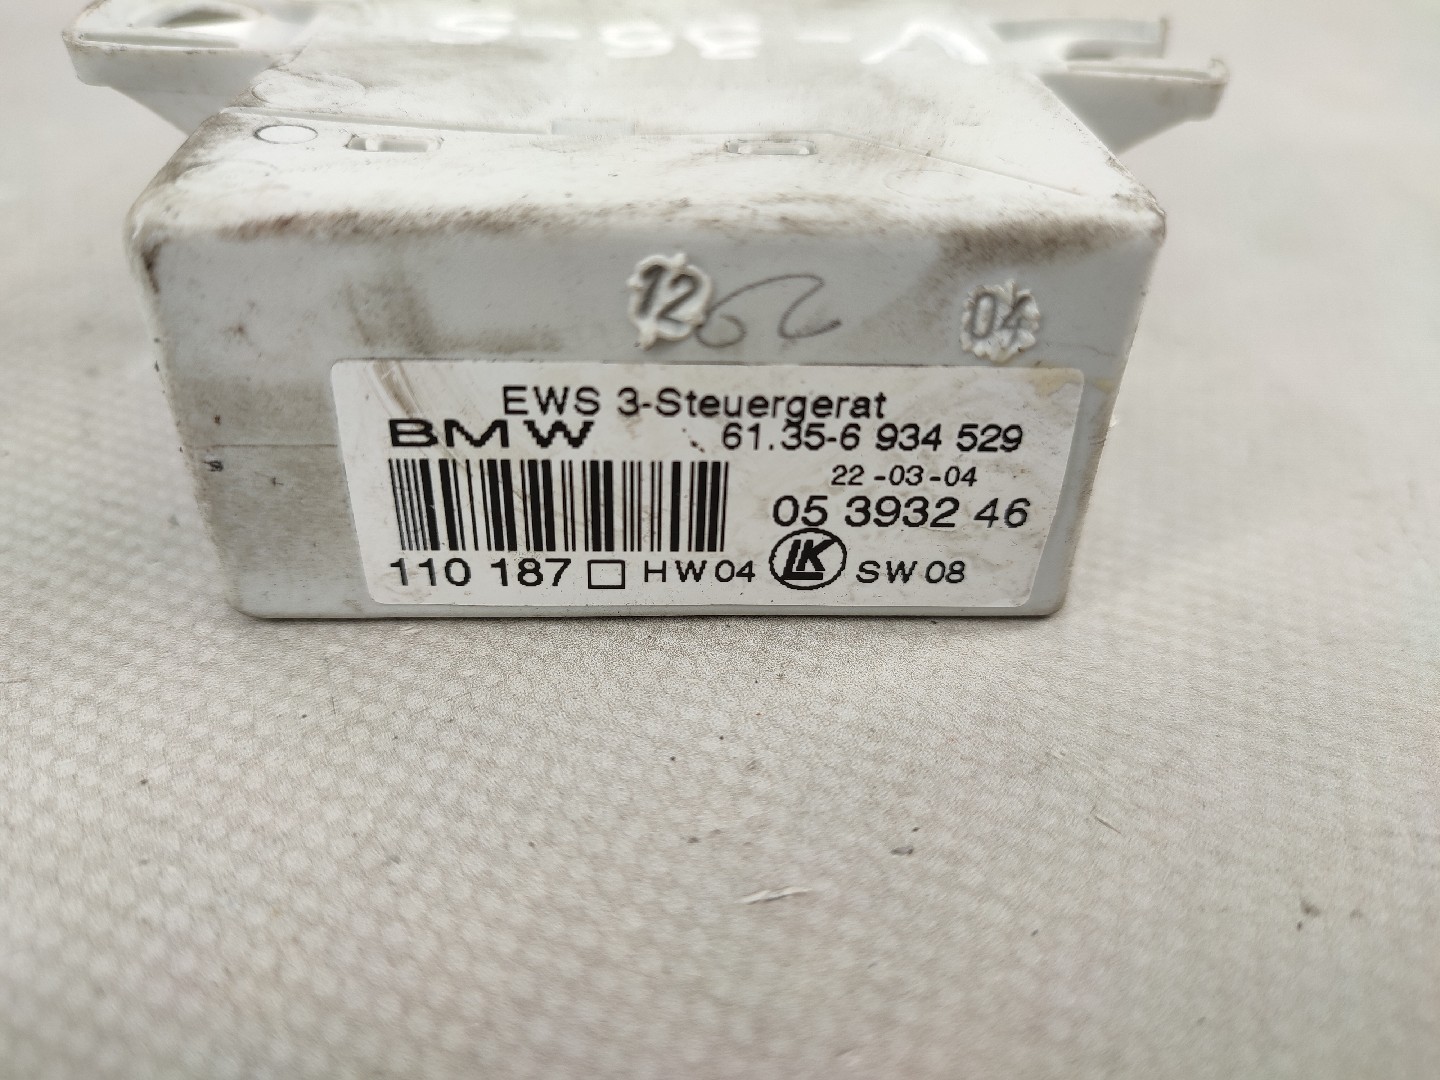 12
04
EWS 3-Steuergerat
BMW 61.35-6 934 529
22-03-04
05 3932 46
110 187 □ HW04 LK SW08